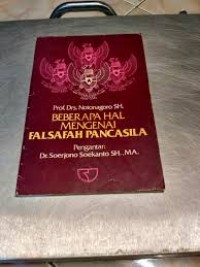 Prof. Drs. Notonagoro SH.
BEBERAPA HAL
MENGENAI
FALSAFAH PANCASILA
Pengantar:
Dr. Soerjono Soekanto SH., MA.